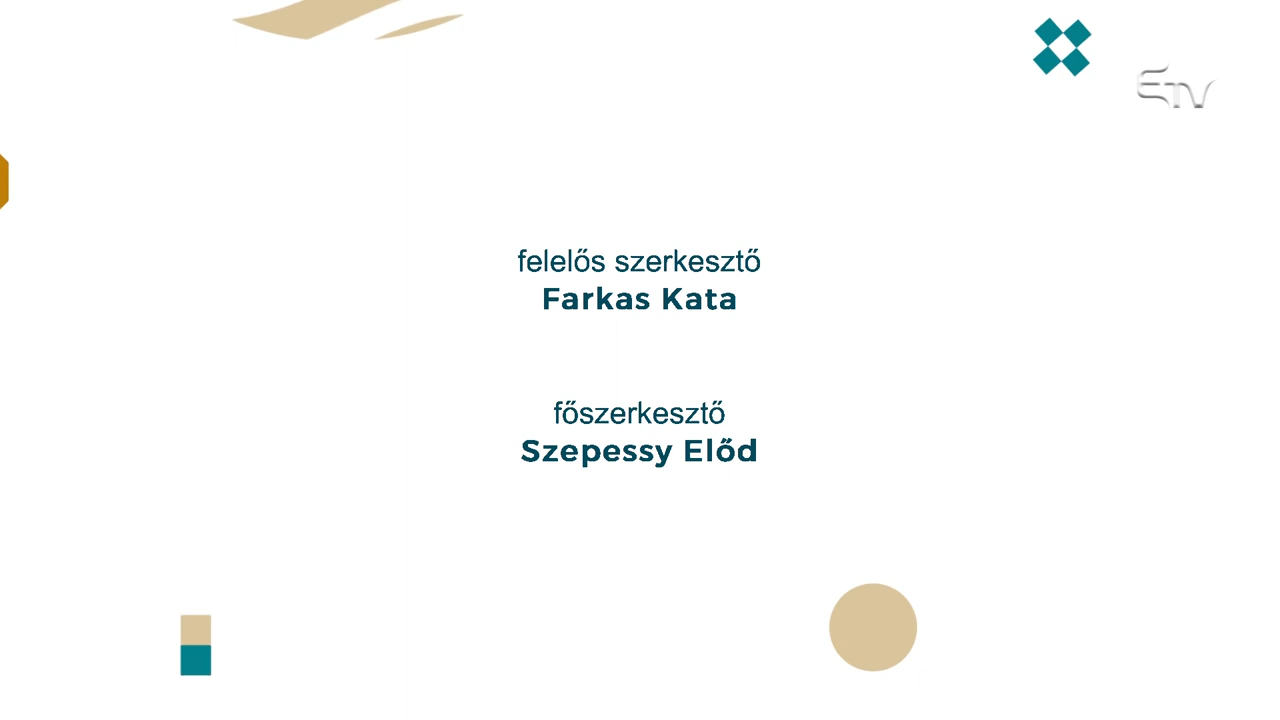 ETV
felelős szerkesztő
Farkas Kata
főszerkesztő
Szepessy Előd